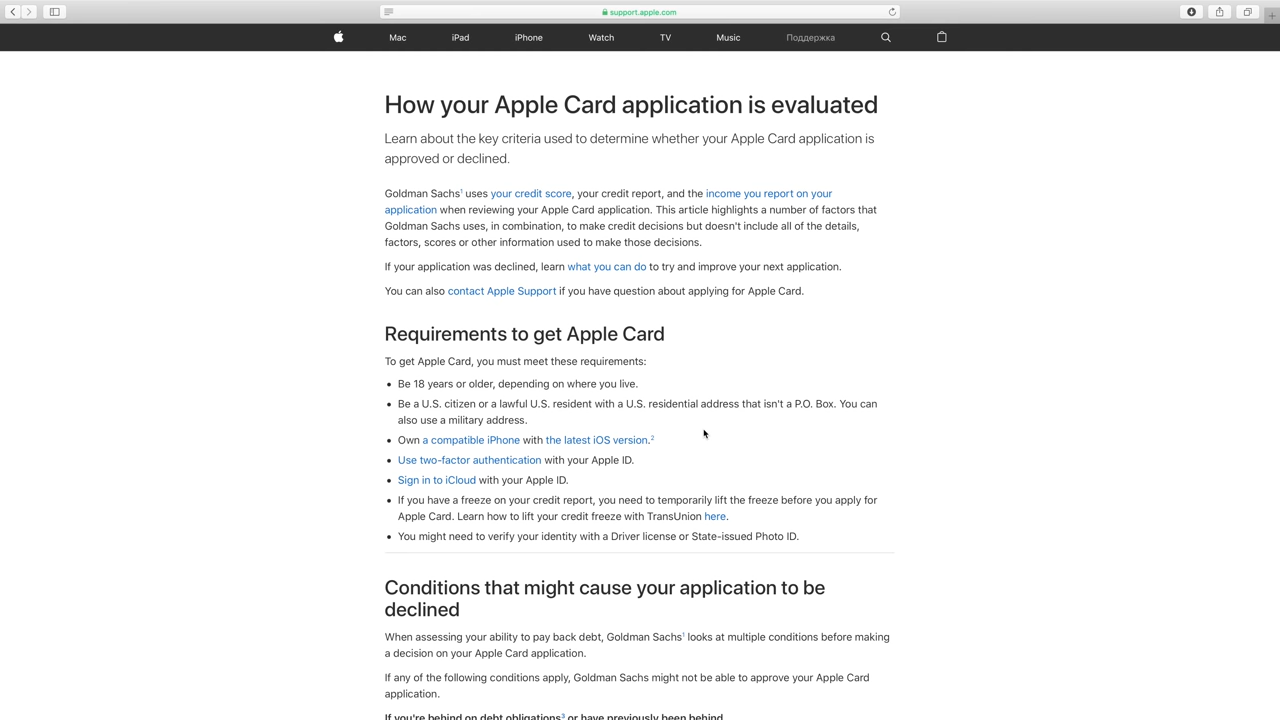 support.apple.com
Mac iPad iPhone Watch TV Music Поддержка
How your Apple Card application is evaluated
Learn about the key criteria used to determine whether your Apple Card application is
approved or declined.
Goldman Sachs¹ uses your credit score, your credit report, and the income you report on your
application when reviewing your Apple Card application. This article highlights a number of factors that
Goldman Sachs uses, in combination, to make credit decisions but doesn't include all of the details,
factors, scores or other information used to make those decisions.
If your application was declined, learn what you can do to try and improve your next application.
You can also contact Apple Support if you have question about applying for Apple Card.
Requirements to get Apple Card
To get Apple Card, you must meet these requirements:
• Be 18 years or older, depending on where you live.
• Be a U.S. citizen or a lawful U.S. resident with a U.S. residential address that isn't a P.O. Box. You can
also use a military address.
• Own a compatible iPhone with the latest iOS version.²
• Use two-factor authentication with your Apple ID.
• Sign in to iCloud with your Apple ID.
• If you have a freeze on your credit report, you need to temporarily lift the freeze before you apply for
Apple Card. Learn how to lift your credit freeze with TransUnion here.
• You might need to verify your identity with a Driver license or State-issued Photo ID.
Conditions that might cause your application to be
declined
When assessing your ability to pay back debt, Goldman Sachs¹ looks at multiple conditions before making
a decision on your Apple Card application.
If any of the following conditions apply, Goldman Sachs might not be able to approve your Apple Card
application.
If you're behind on debt obligations³ or have previously been behind